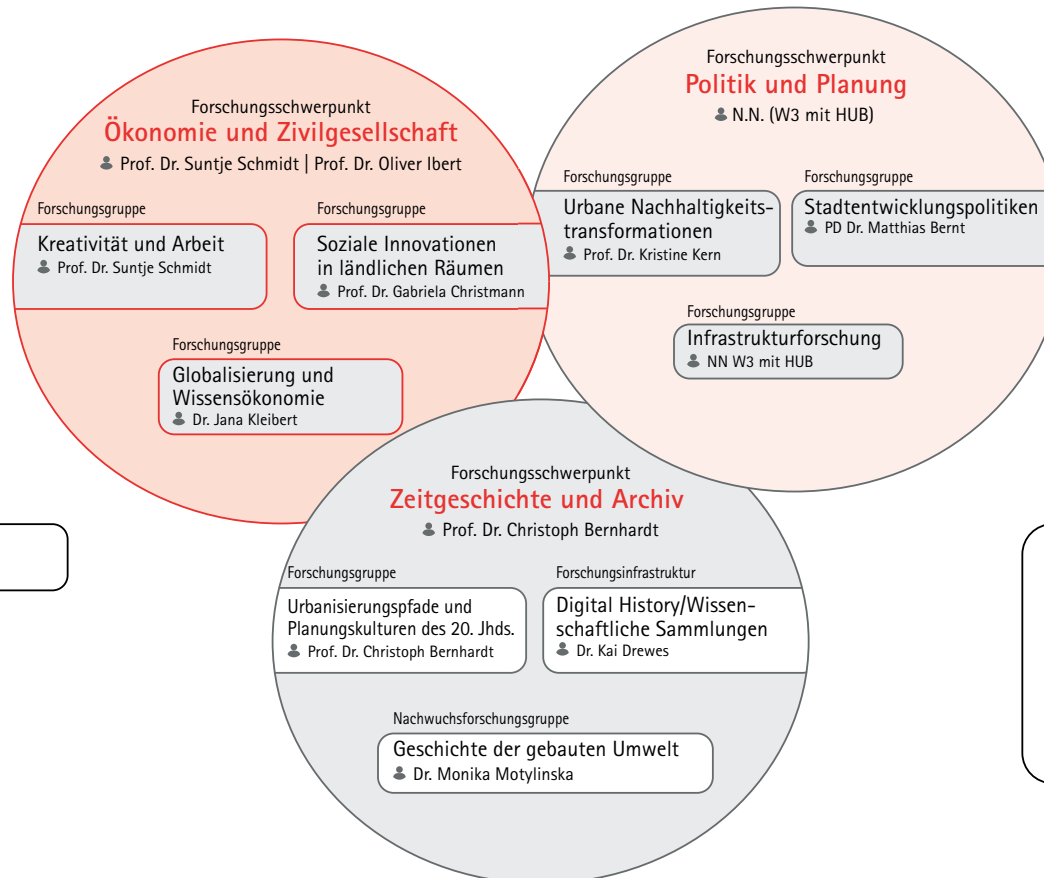 Forschungsschwerpunkt
Ökonomie und Zivilgesellschaft
Prof. Dr. Suntje Schmidt | Prof. Dr. Oliver Ibert
Forschungsgruppe
Kreativität und Arbeit
Prof. Dr. Suntje Schmidt
Forschungsgruppe
Soziale Innovationen
in ländlichen Räumen
Prof. Dr. Gabriela Christmann
Forschungsgruppe
Globalisierung und
Wissensökonomie
Dr. Jana Kleibert
Forschungsschwerpunkt
Politik und Planung
N.N. (W3 mit HUB)
Forschungsgruppe
Urbane Nachhaltigkeits-
transformationen
Prof. Dr. Kristine Kern
Forschungsgruppe
Stadtentwicklungspolitiken
PD Dr. Matthias Bernt
Forschungsgruppe
Infrastrukturforschung
NN W3 mit HUB
Forschungsschwerpunkt
Zeitgeschichte und Archiv
Prof. Dr. Christoph Bernhardt
Forschungsgruppe
Urbanisierungspfade und
Planungskulturen des 20. Jhds.
Prof. Dr. Christoph Bernhardt
Forschungsinfrastruktur
Digital History/Wissen-
schaftliche Sammlungen
Dr. Kai Drewes
Nachwuchsforschungsgruppe
Geschichte der gebauten Umwelt
Dr. Monika Motylinska